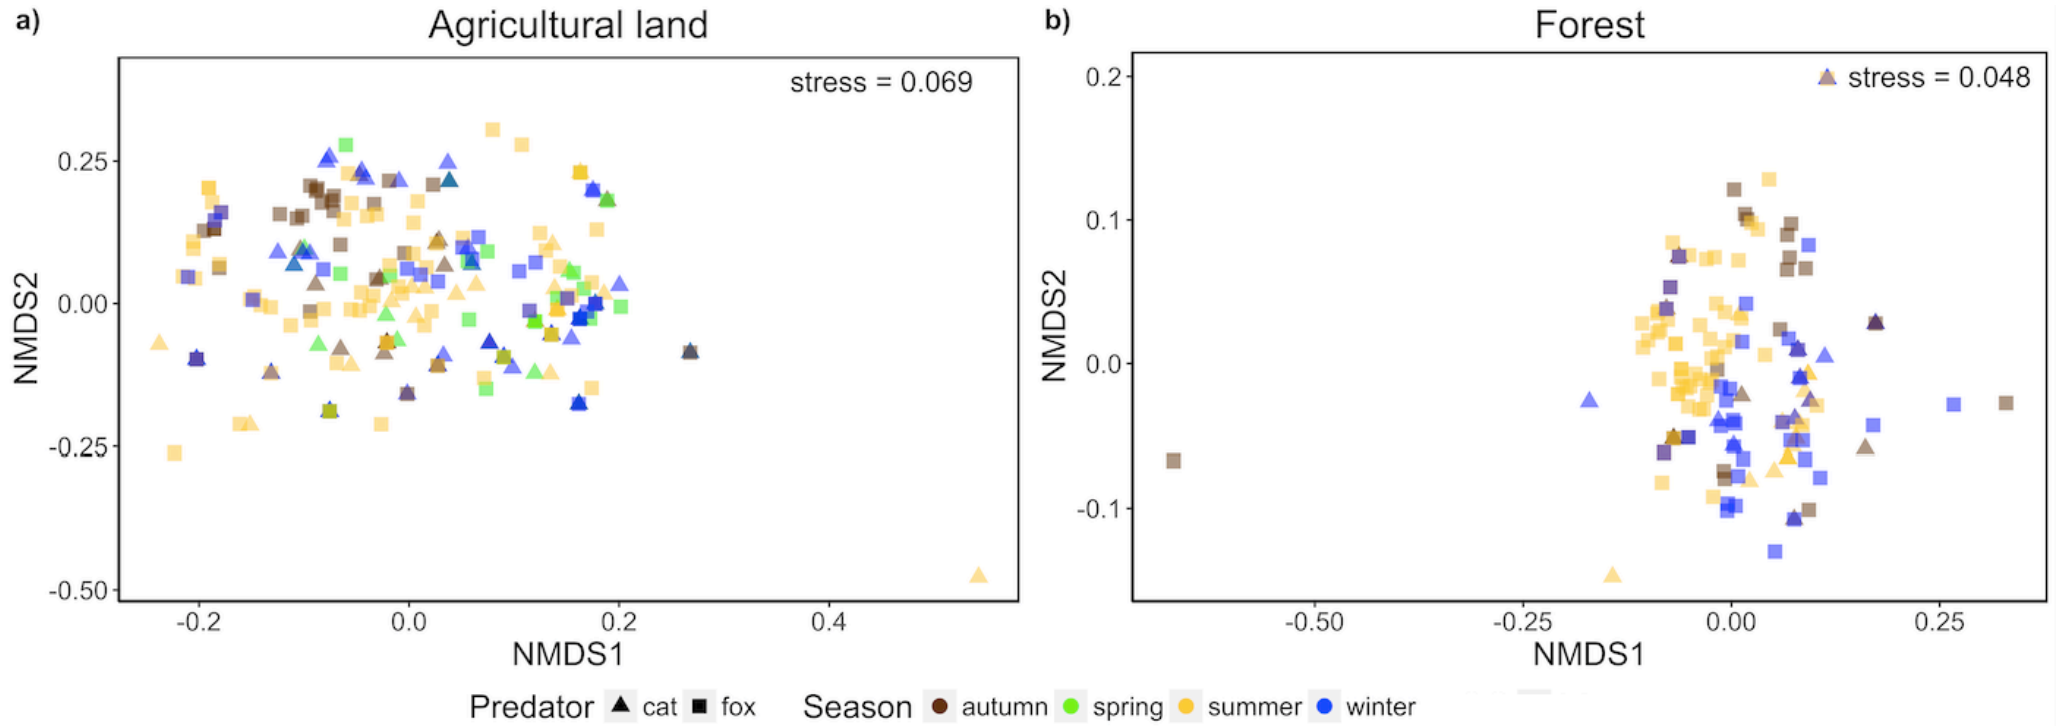 a)
Agricultural land
stress = 0.069
0.25
0.00
-0.25
-0.50
NMDS2
-0.2
0.0
0.2
0.4
NMDS1
b)
Forest
stress = 0.048
0.2
0.1
0.0
-0.1
NMDS2
-0.50
-0.25
0.00
0.25
NMDS1
Predator cat fox Season autumn spring summer winter